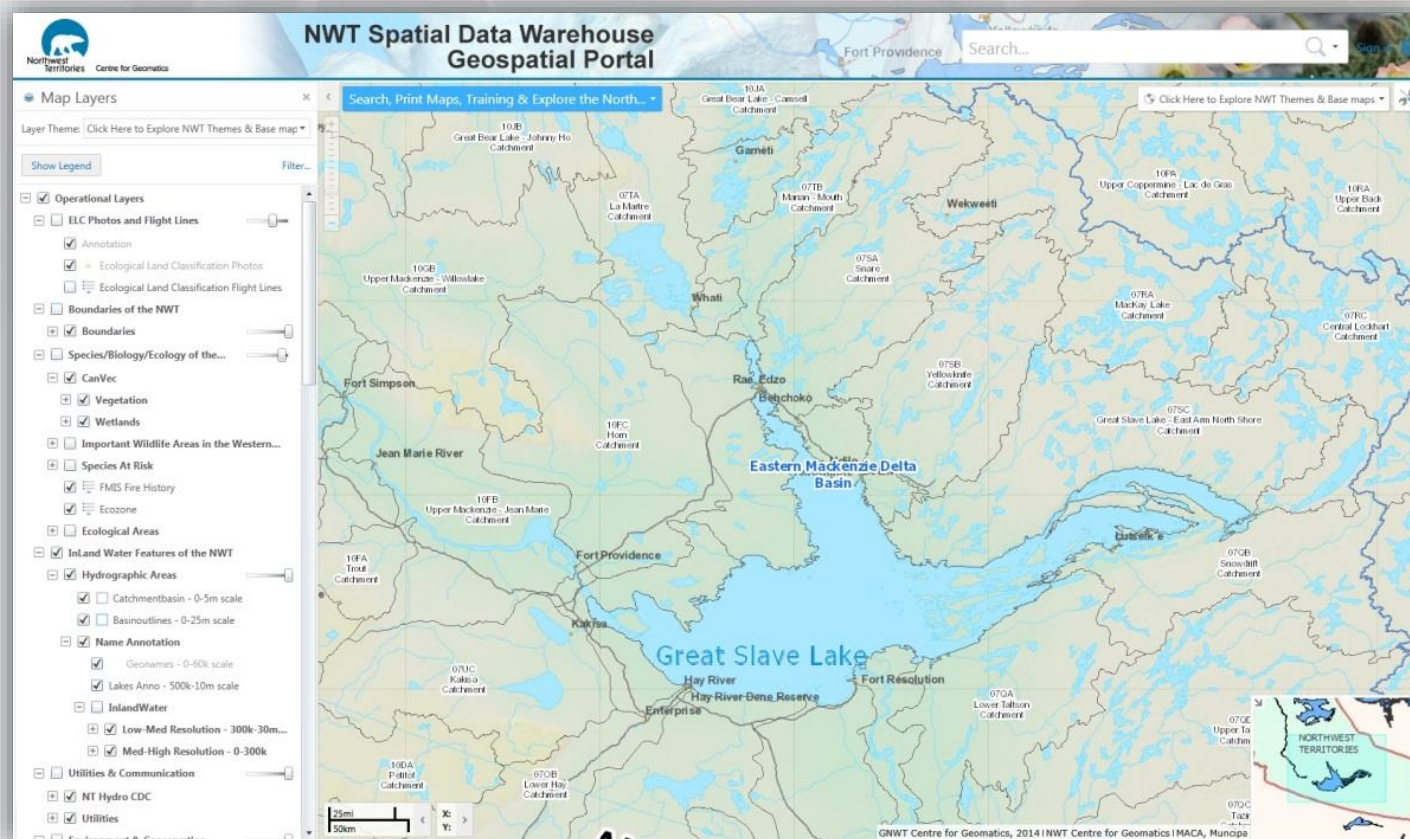 NWT Spatial Data Warehouse
Geospatial Portal
Northwest
Territories Centre for Geomatics
Fort Providence
Search...
Sign
Map Layers
Layer Theme: Click Here to Explore NWT Themes & Base map
Show Legend
Filter...
Operational Layers
ELC Photos and Flight Lines
Annotation
Ecological Land Classification Photos
Ecological Land Classification Flight Lines
Boundaries of the NWT
Boundaries
Species/Biology/Ecology of the...
CanVec
Vegetation
Wetlands
Important Wildlife Areas in the Western...
Species At Risk
FMIS Fire History
Ecozone
Ecological Areas
InLand Water Features of the NWT
Hydrographic Areas
Catchmentbasin - 0-5m scale
Basinoutlines - 0-25m scale
Name Annotation
Geonames - 0-60k scale
Lakes Anno - 500k-10m scale
InlandWater
Low-Med Resolution - 300k-30m...
Med-High Resolution - 0-300k
Utilities & Communication
NT Hydro CDC
Utilities
Search, Print Maps, Training & Explore the North...
Click Here to Explore NWT Themes & Base maps
10JA
Great Bear Lake - Camsell
Catchment
10JB
Great Bear Lake - Johnny Ho
Catchment
Gameti
07TA
La Martre
Catchment
07TB
Marian - Mouth
Catchment
Wekweeti
10PA
Upper Coppermine - Lac de Gras
Catchment
10RA
Upper Back
Catchment
10GB
Upper Mackenzie - Willowlake
Catchment
Whati
07SA
Snare
Catchment
07RA
MacKay Lake
Catchment
07RC
Central Lockhart
Catchment
Fort Simpson
Rae_Edzo
Behchoko
07SB
Yellowknife
Catchment
07SC
Great Slave Lake - East Arm North Shore
Catchment
Jean Marie River
10FC
Horn
Catchment
Eastern Mackenzie Delta
Basin
10FB
Upper Mackenzie - Jean Marie
Catchment
10FA
Trout
Catchment
Fort Providence
Lutselk'e
07QB
Snowdrift
Catchment
Kakisa
Great Slave Lake
07UC
Kakisa
Catchment
Hay River
Hay River Dene Reserve
Fort Resolution
Enterprise
07QA
Lower Taltson
Catchment
Upper Ta
Catchm
NORTHWEST
TERRITORIES
10DA
Petitot
Catchment
07OB
Lower Hay
Catchment
07QC
25mi
50km
X:
Y:
GNWT Centre for Geomatics, 2014 | NWT Centre for Geomatics | MACA, Municipa